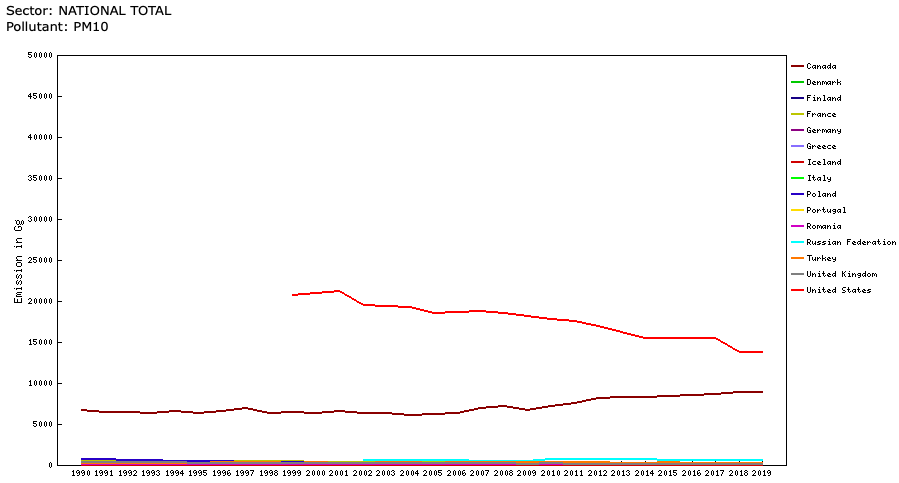 Sector: NATIONAL TOTAL
Pollutant: PM10
50000
45000
40000
35000
30000
25000
20000
15000
10000
5000
0
Emission in Gg
1990 1991 1992 1993 1994 1995 1996 1997 1998 1999 2000 2001 2002 2003 2004 2005 2006 2007 2008 2009 2010 2011 2012 2013 2014 2015 2016 2017 2018 2019
Canada
Denmark
Finland
France
Germany
Greece
Iceland
Italy
Poland
Portugal
Romania
Russian Federation
Turkey
United Kingdom
United States